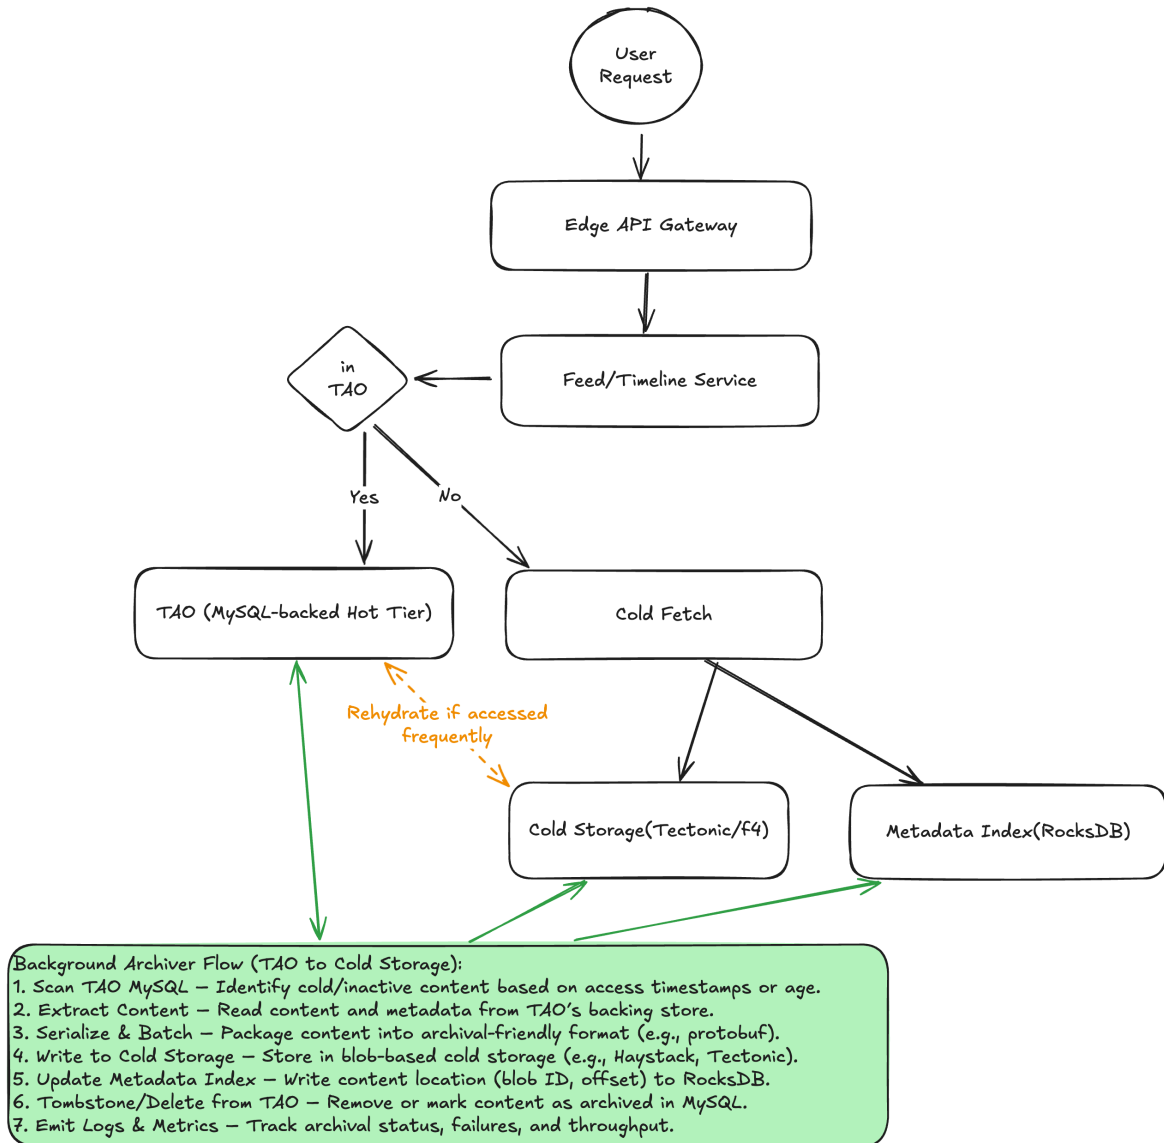 User
Request
Edge API Gateway
Feed/Timeline Service
in
TAO
Yes
No
TAO (MySQL-backed Hot Tier)
Cold Fetch
Rehydrate if accessed
frequently
Cold Storage(Tectonic/f4)
Metadata Index(RocksDB)
Background Archiver Flow (TAO to Cold Storage):
1. Scan TAO MySQL – Identify cold/inactive content based on access timestamps or age.
2. Extract Content – Read content and metadata from TAO’s backing store.
3. Serialize & Batch – Package content into archival-friendly format (e.g., protobuf).
4. Write to Cold Storage – Store in blob-based cold storage (e.g., Haystack, Tectonic).
5. Update Metadata Index – Write content location (blob ID, offset) to RocksDB.
6. Tombstone/Delete from TAO – Remove or mark content as archived in MySQL.
7. Emit Logs & Metrics – Track archival status, failures, and throughput.